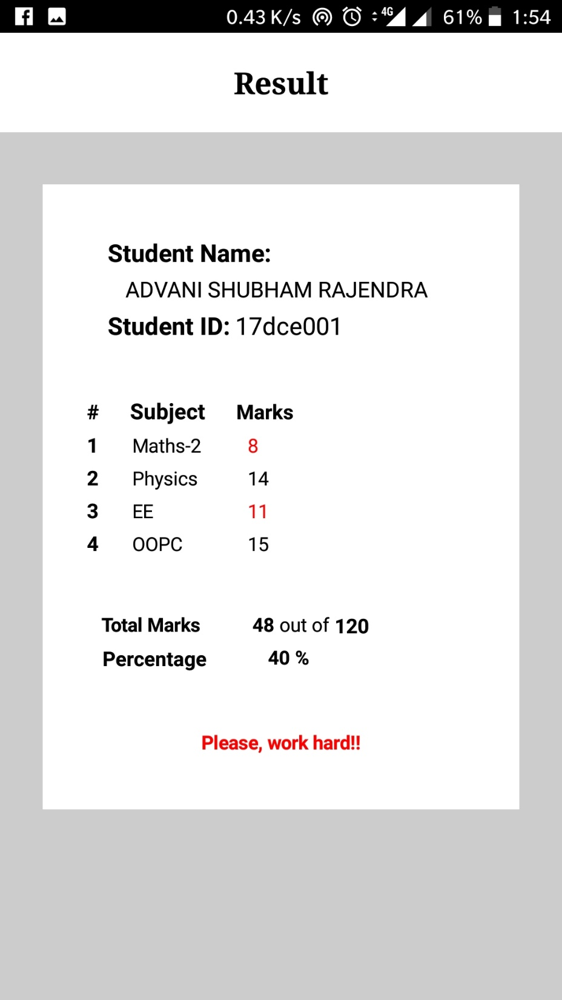 0.43 K/s 4G 61% 1:54
Result
Student Name:
ADVANI SHUBHAM RAJENDRA
Student ID: 17dce001
# Subject Marks
1 Maths-2 8
2 Physics 14
3 EE 11
4 OOPC 15
Total Marks 48 out of 120
Percentage 40 %
Please, work hard!!